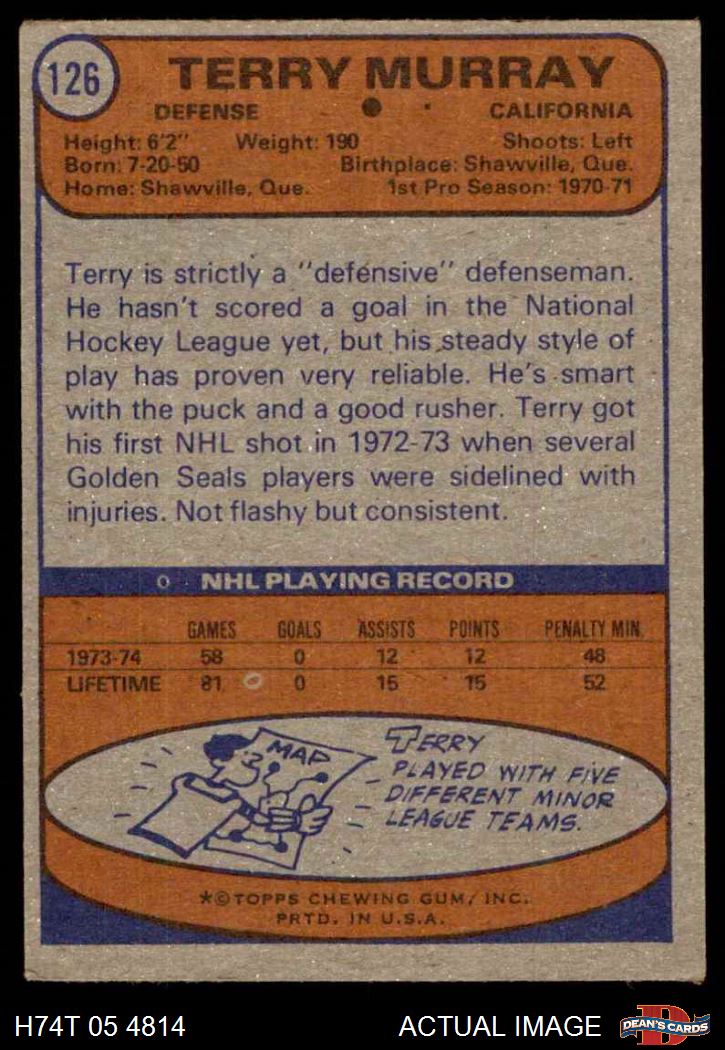 126
TERRY MURRAY
DEFENSE CALIFORNIA
Height: 6'2" Weight: 190 Shoots: Left
Born: 7-20-50 Birthplace: Shawville, Que.
Home: Shawville, Que. 1st Pro Season: 1970-71
Terry is strictly a "defensive" defenseman.
He hasn't scored a goal in the National
Hockey League yet, but his steady style of
play has proven very reliable. He's smart
with the puck and a good rusher. Terry got
his first NHL shot in 1972-73 when several
Golden Seals players were sidelined with
injuries. Not flashy but consistent.
NHL PLAYING RECORD
GAMES GOALS ASSISTS POINTS PENALTY MIN.
1973-74 58 0 12 12 48
LIFETIME 81 0 15 15 52
MAP
TERRY
PLAYED WITH FIVE
DIFFERENT MINOR
LEAGUE TEAMS.
*©TOPPS CHEWING GUM, INC.
PRTD. IN U.S.A.
H74T 05 4814 ACTUAL IMAGE
D
DEAN'S CARDS